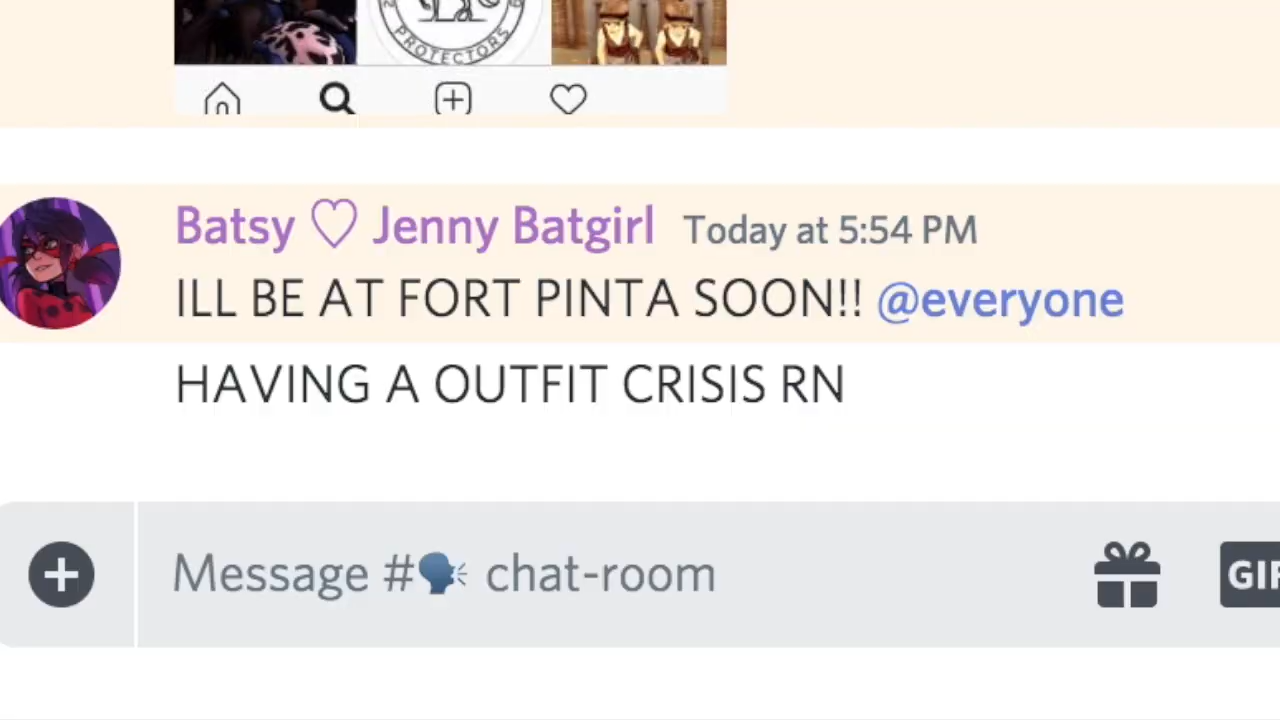 PROTECTORS
Batsy ♡ Jenny Batgirl Today at 5:54 PM
ILL BE AT FORT PINTA SOON!! @everyone
HAVING A OUTFIT CRISIS RN
Message #🗣 chat-room